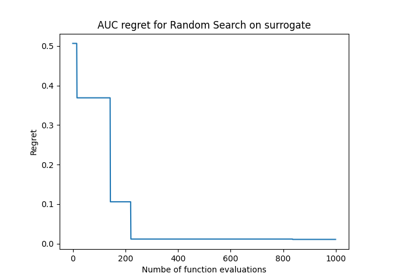 AUC regret for Random Search on surrogate
0.5
0.4
0.3
0.2
0.1
0.0
Regret
0 200 400 600 800 1000
Numbe of function evaluations